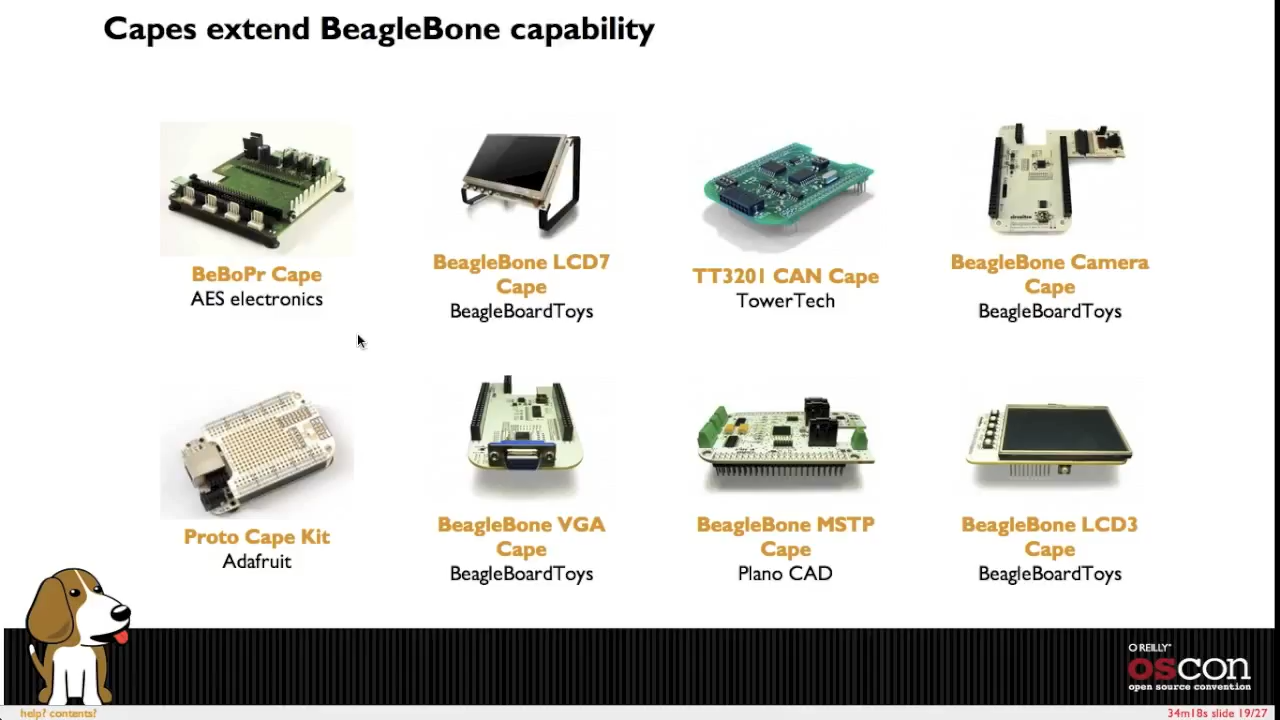 Capes extend BeagleBone capability
BeBoPr Cape
AES electronics
BeagleBone LCD7
Cape
BeagleBoardToys
TT3201 CAN Cape
TowerTech
BeagleBone Camera
Cape
BeagleBoardToys
Proto Cape Kit
Adafruit
BeagleBone VGA
Cape
BeagleBoardToys
BeagleBone MSTP
Cape
Plano CAD
BeagleBone LCD3
Cape
BeagleBoardToys
O REILLY
oscon
open source convention
help? contents?
34m18s slide 19/27